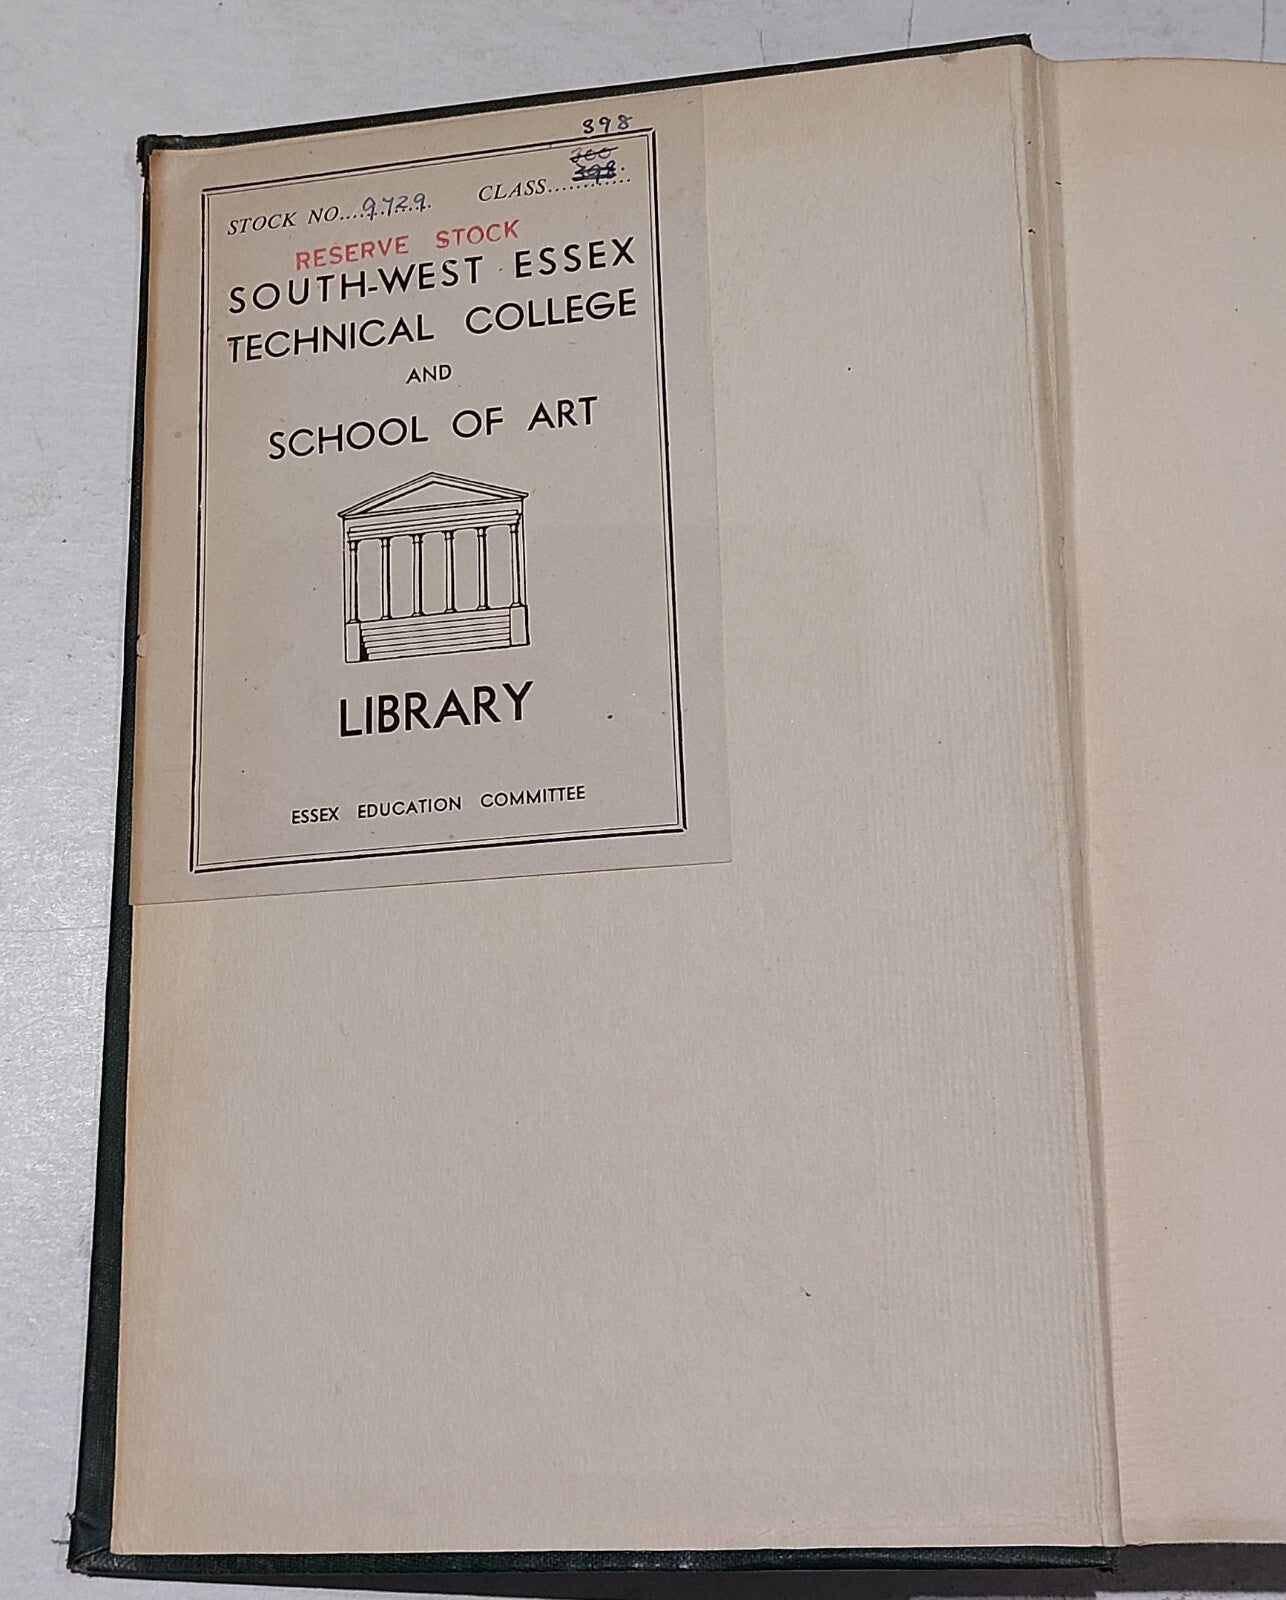 398
300
398
STOCK NO....9729. CLASS............
RESERVE STOCK
SOUTH-WEST ESSEX
TECHNICAL COLLEGE
AND
SCHOOL OF ART
LIBRARY
ESSEX EDUCATION COMMITTEE